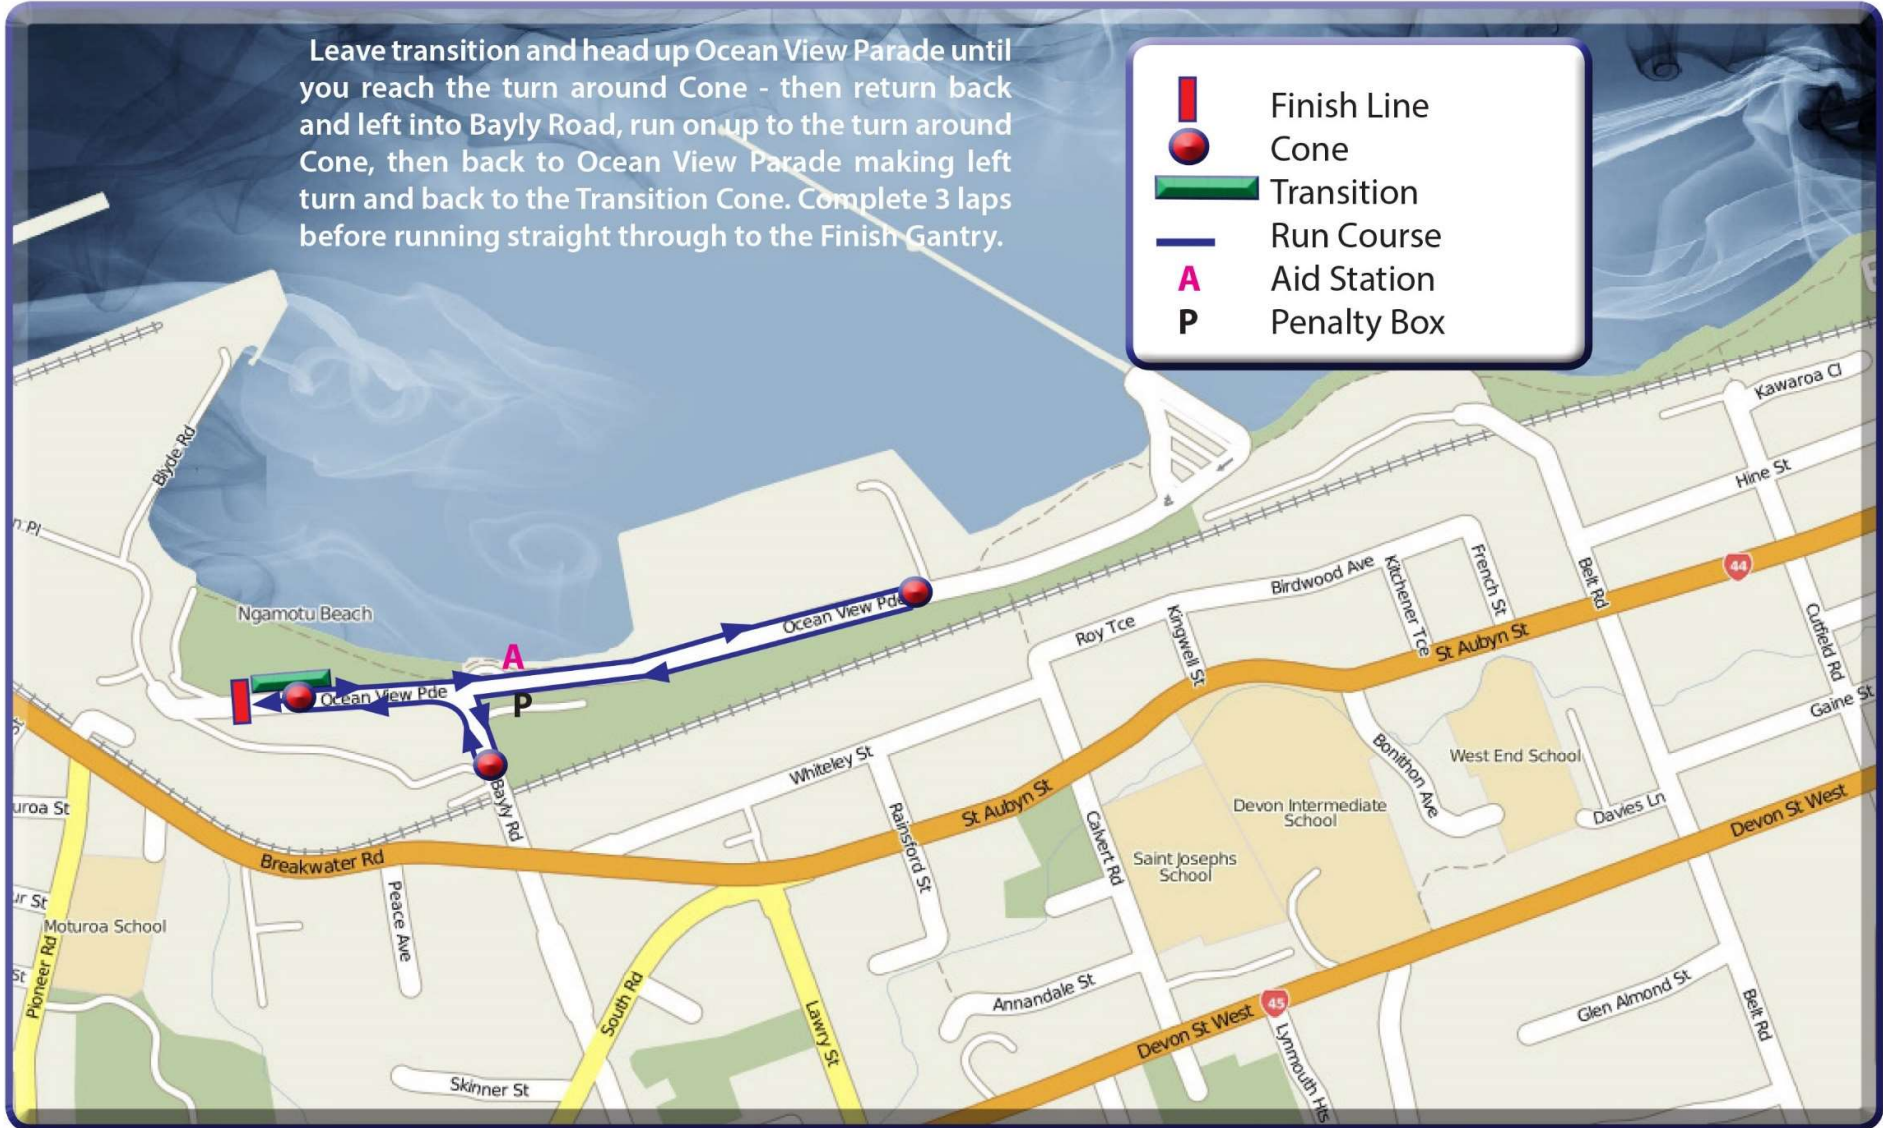 Leave transition and head up Ocean View Parade until
you reach the turn around Cone - then return back
and left into Bayly Road, run on up to the turn around
Cone, then back to Ocean View Parade making left
turn and back to the Transition Cone. Complete 3 laps
before running straight through to the Finish Gantry.
Finish Line
Cone
Transition
Run Course
A Aid Station
P Penalty Box
Kawaroa Cl
Blyde Rd
Hine St
n Pl
Birdwood Ave
Kitchener Tce
French St
Belt Rd
44
Ngamotu Beach
Ocean View Pde
Roy Tce
Kingwell St
St Aubyn St
Cutfield Rd
A
Ocean View Pde
P
Gaine St
Whiteley St
Bonithon Ave
West End School
Bayly Rd
uroa St
St
Rainsford St
St Aubyn St
Calvert Rd
Devon Intermediate
School
Davies Ln
Devon St West
Breakwater Rd
Saint Josephs
School
Peace Ave
ur St
Moturoa School
Pioneer Rd
St
South Rd
Lawry St
Annandale St
Devon St West
45
Glen Almond St
Belt Rd
Lynmouth Hts
Skinner St